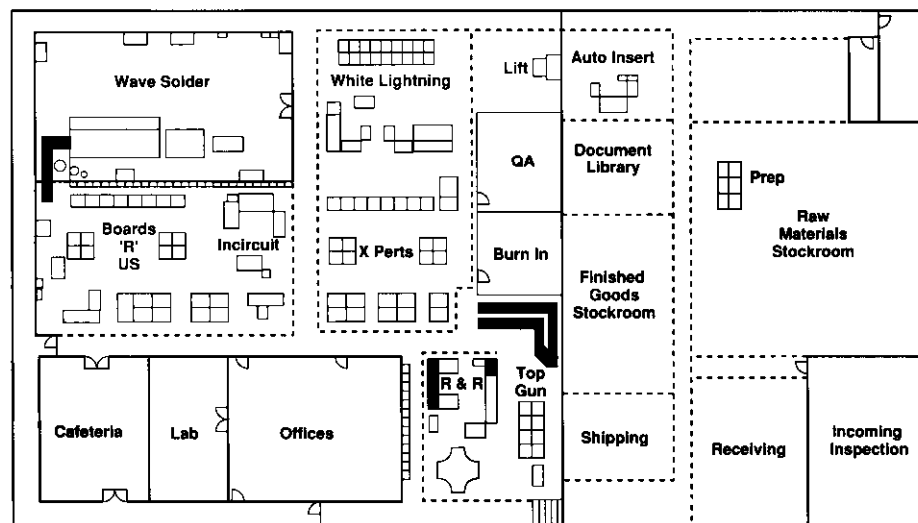 Wave Solder
White Lightning
Lift
Auto Insert
QA
Document
Library
Prep
Raw
Materials
Stockroom
Boards
'R'
US
Incircuit
X Perts
Burn In
Finished
Goods
Stockroom
Cafeteria
Lab
Offices
R & R
Top
Gun
Shipping
Receiving
Incoming
Inspection